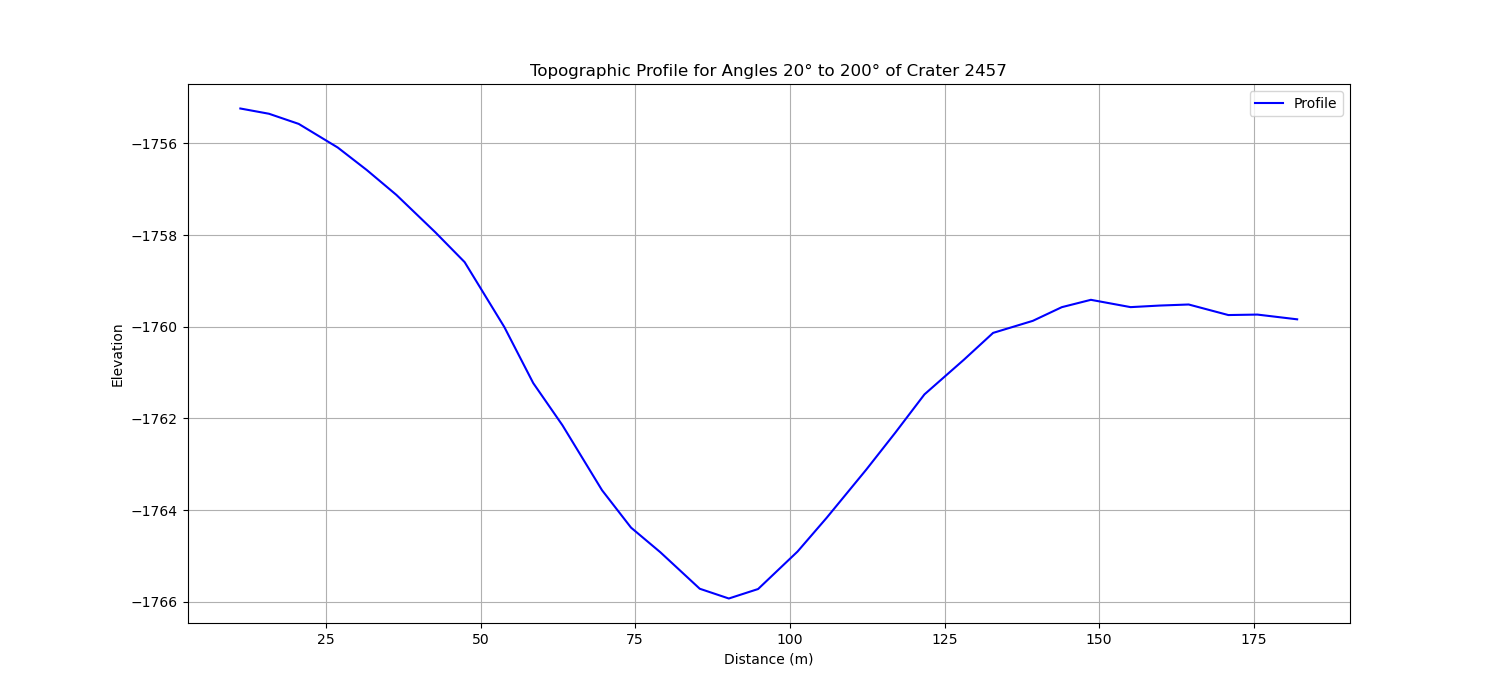 Topographic Profile for Angles 20° to 200° of Crater 2457
Profile
−1756
−1758
−1760
−1762
−1764
−1766
Elevation
25 50 75 100 125 150 175
Distance (m)